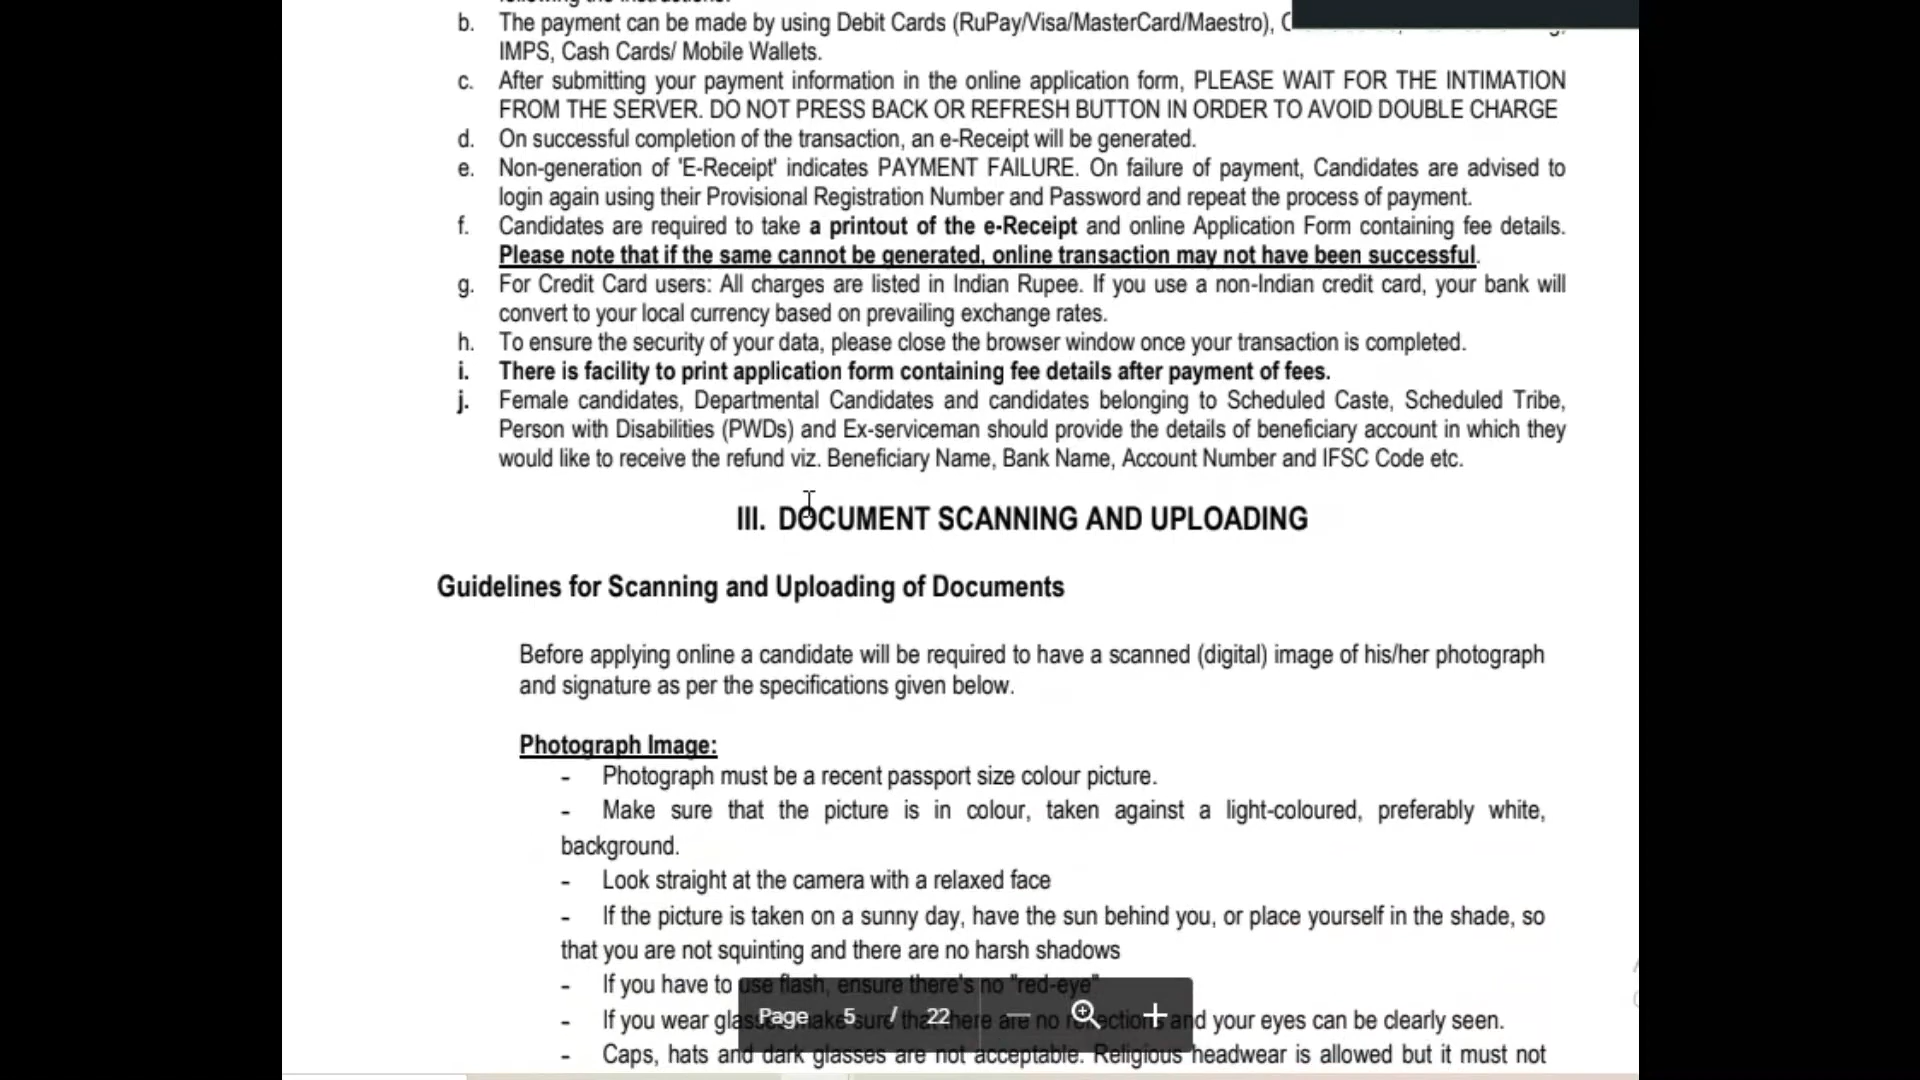 b. The payment can be made by using Debit Cards (RuPay/Visa/MasterCard/Maestro),
IMPS, Cash Cards/ Mobile Wallets.
c. After submitting your payment information in the online application form, PLEASE WAIT FOR THE INTIMATION
FROM THE SERVER. DO NOT PRESS BACK OR REFRESH BUTTON IN ORDER TO AVOID DOUBLE CHARGE
d. On successful completion of the transaction, an e-Receipt will be generated.
e. Non-generation of 'E-Receipt' indicates PAYMENT FAILURE. On failure of payment, Candidates are advised to
login again using their Provisional Registration Number and Password and repeat the process of payment.
f. Candidates are required to take a printout of the e-Receipt and online Application Form containing fee details.
Please note that if the same cannot be generated, online transaction may not have been successful.
g. For Credit Card users: All charges are listed in Indian Rupee. If you use a non-Indian credit card, your bank will
convert to your local currency based on prevailing exchange rates.
h. To ensure the security of your data, please close the browser window once your transaction is completed.
i. There is facility to print application form containing fee details after payment of fees.
j. Female candidates, Departmental Candidates and candidates belonging to Scheduled Caste, Scheduled Tribe,
Person with Disabilities (PWDs) and Ex-serviceman should provide the details of beneficiary account in which they
would like to receive the refund viz. Beneficiary Name, Bank Name, Account Number and IFSC Code etc.
III. DOCUMENT SCANNING AND UPLOADING
Guidelines for Scanning and Uploading of Documents
Before applying online a candidate will be required to have a scanned (digital) image of his/her photograph
and signature as per the specifications given below.
Photograph Image:
- Photograph must be a recent passport size colour picture.
- Make sure that the picture is in colour, taken against a light-coloured, preferably white,
background.
- Look straight at the camera with a relaxed face
- If the picture is taken on a sunny day, have the sun behind you, or place yourself in the shade, so
that you are not squinting and there are no harsh shadows
- If you have to use flash, ensure there's no "red-eye"
- If you wear glasses make sure that there are no reflections and your eyes can be clearly seen.
Page 5 / 22
- Caps, hats and dark glasses are not acceptable. Religious headwear is allowed but it must not